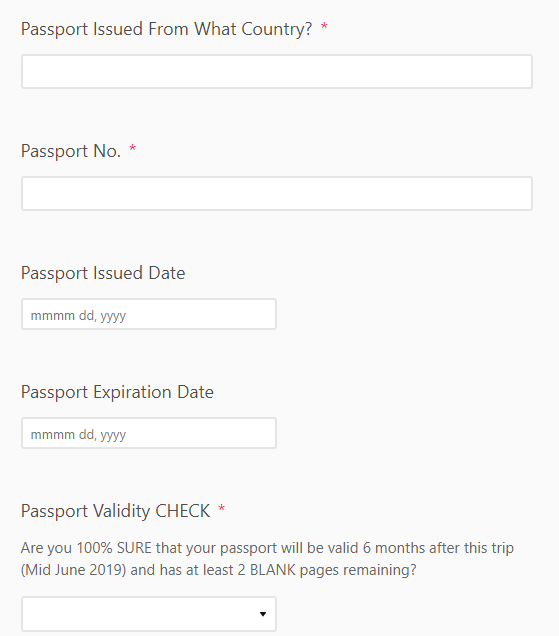 Passport Issued From What Country? *
Passport No. *
Passport Issued Date
mmmm dd, yyyy
Passport Expiration Date
mmmm dd, yyyy
Passport Validity CHECK *
Are you 100% SURE that your passport will be valid 6 months after this trip
(Mid June 2019) and has at least 2 BLANK pages remaining?